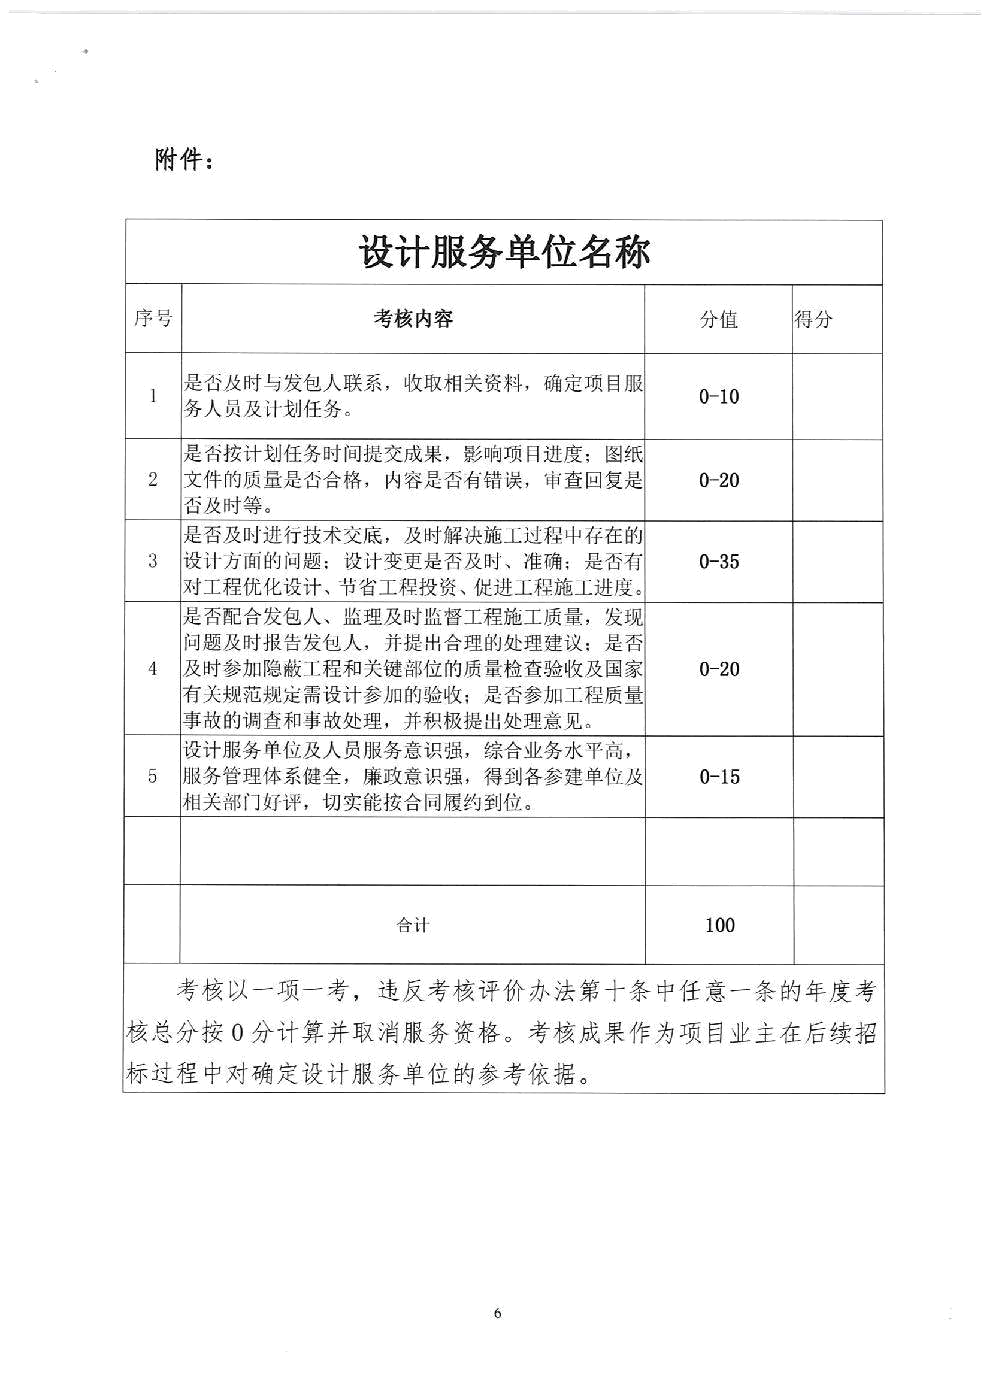 附件：
设计服务单位名称
序号 考核内容 分值 得分
1 是否及时与发包人联系，收取相关资料，确定项目服 0-10
务人员及计划任务。
是否按计划任务时间提交成果，影响项目进度；图纸
2 文件的质量是否合格，内容是否有错误，审查回复是 0-20
否及时等。
是否及时进行技术交底，及时解决施工过程中存在的
3 设计方面的问题；设计变更是否及时、准确；是否有 0-35
对工程优化设计、节省工程投资、促进工程施工进度。
是否配合发包人、监理及时监督工程施工质量，发现
问题及时报告发包人，并提出合理的处理建议；是否
4 及时参加隐蔽工程和关键部位的质量检查验收及国家 0-20
有关规范规定需设计参加的验收；是否参加工程质量
事故的调查和事故处理，并积极提出处理意见。
设计服务单位及人员服务意识强，综合业务水平高，
5 服务管理体系健全，廉政意识强，得到各参建单位及 0-15
相关部门好评，切实能按合同履约到位。
合计 100
考核以一项一考，违反考核评价办法第十条中任意一条的年度考
核总分按0分计算并取消服务资格。考核成果作为项目业主在后续招
标过程中对确定设计服务单位的参考依据。
6